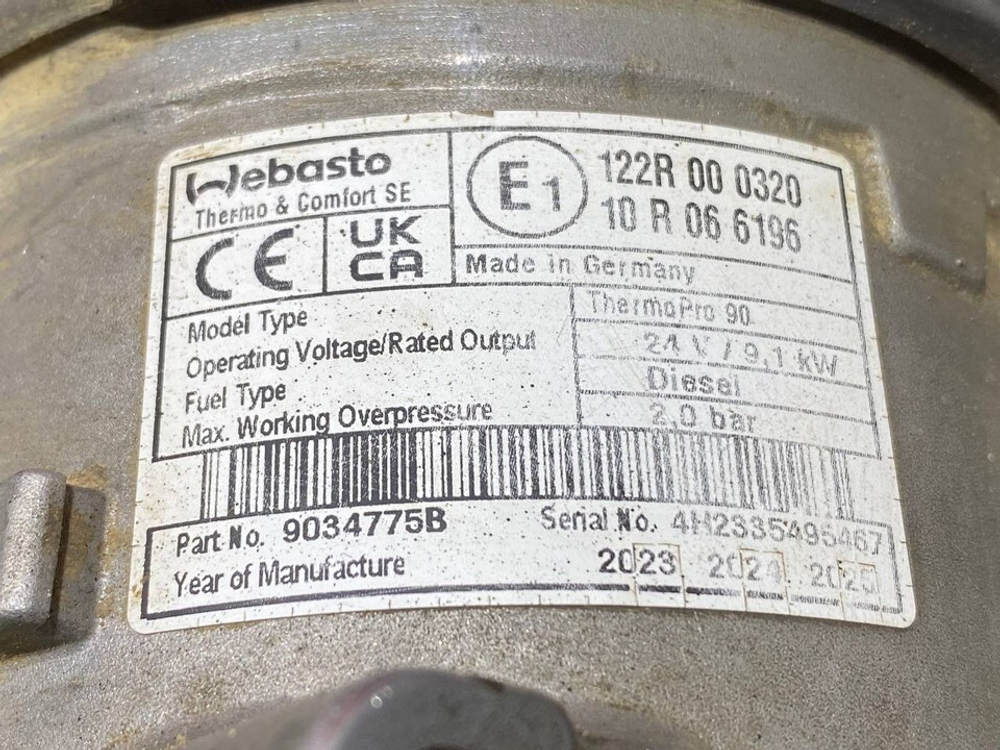 Webasto
Thermo & Comfort SE
CE
UK
CA
E1
122R 00 0320
10 R 06 6196
Made in Germany
Model Type ThermoPro 90
Operating Voltage/Rated Output 24 V / 9,1 kW
Fuel Type Diesel
Max. Working Overpressure 2,0 bar
Part No. 9034775B Serial No. 4H2335495467
Year of Manufacture 2023 2024 2025